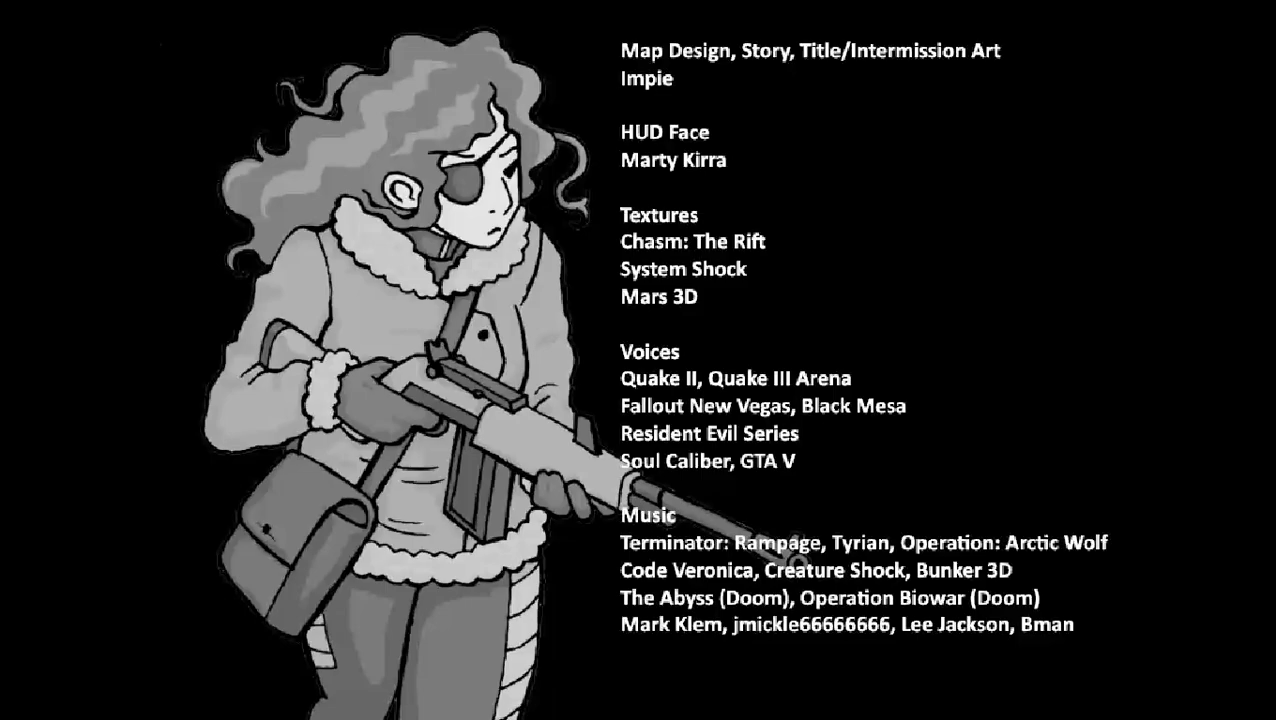 Map Design, Story, Title/Intermission Art
Impie
HUD Face
Marty Kirra
Textures
Chasm: The Rift
System Shock
Mars 3D
Voices
Quake II, Quake III Arena
Fallout New Vegas, Black Mesa
Resident Evil Series
Soul Caliber, GTA V
Music
Terminator: Rampage, Tyrian, Operation: Arctic Wolf
Code Veronica, Creature Shock, Bunker 3D
The Abyss (Doom), Operation Biowar (Doom)
Mark Klem, jmickle66666666, Lee Jackson, Bman